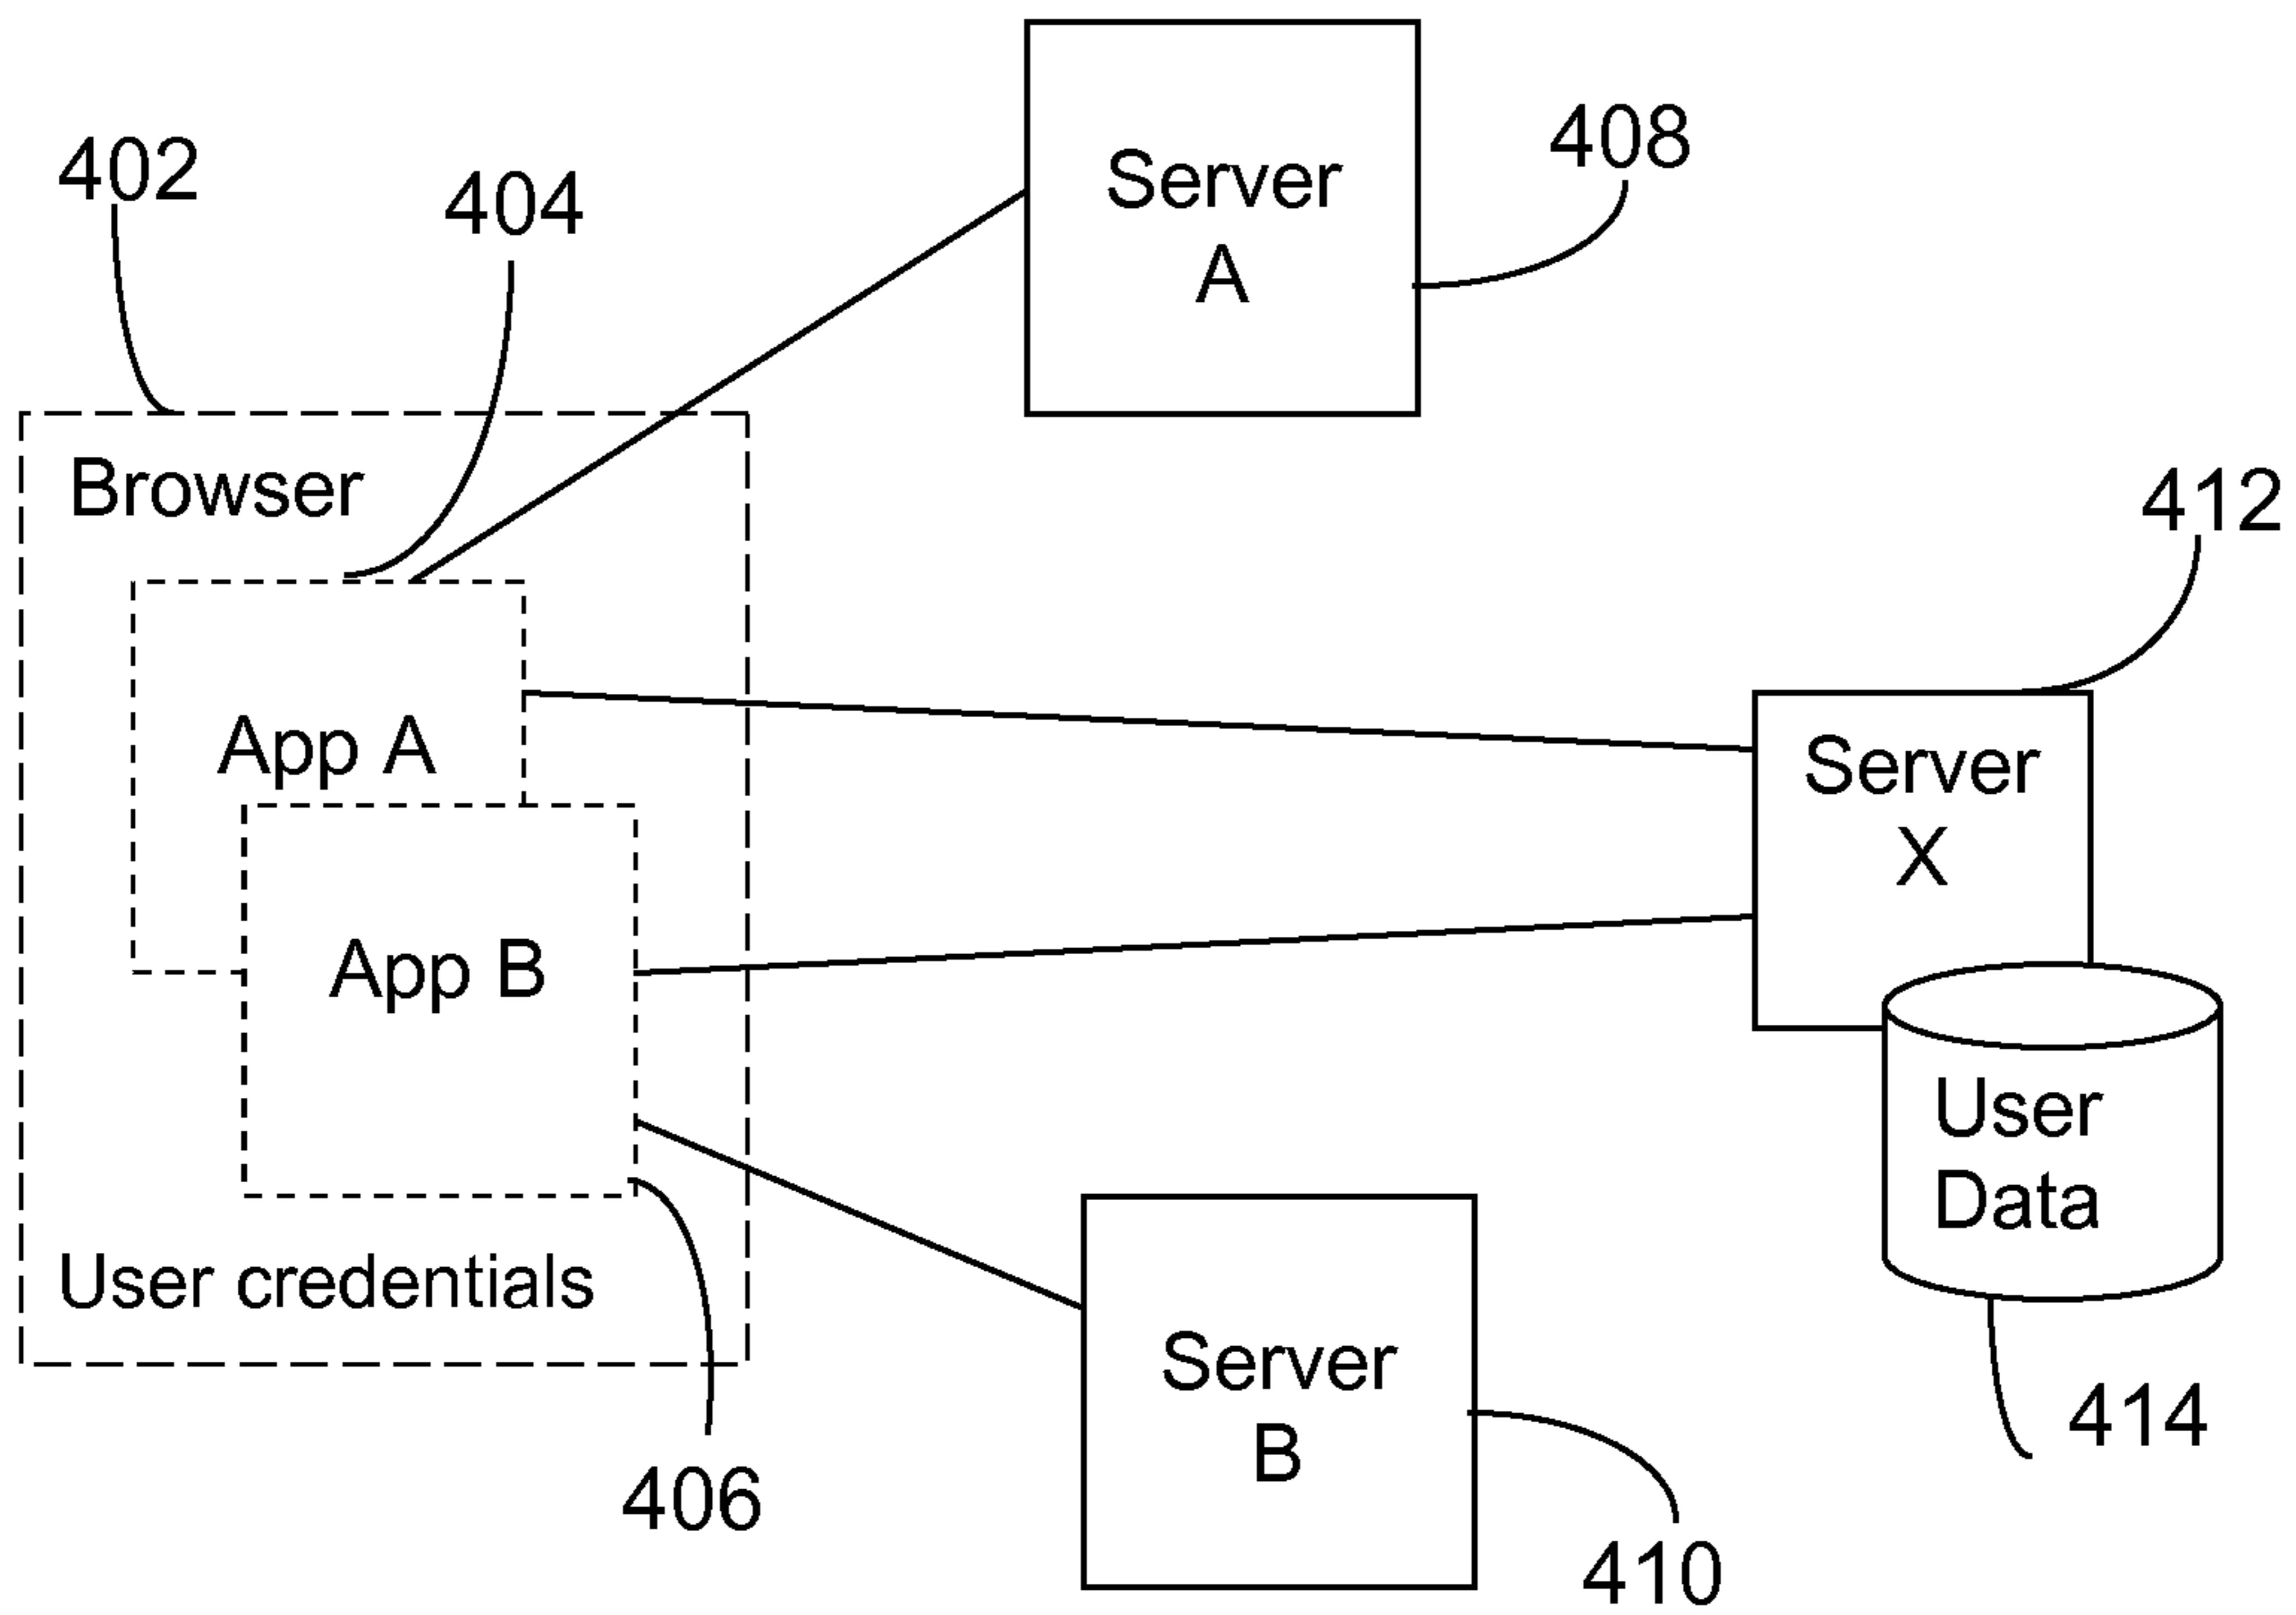 Server
A
408
402
404
Browser
412
App A
Server
X
App B
User
Data
User credentials
Server
B
414
406
410